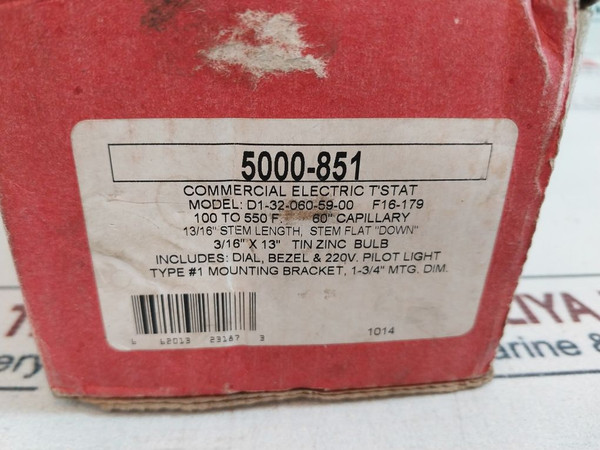 5000-851
COMMERCIAL ELECTRIC T'STAT
MODEL: D1-32-060-59-00 F16-179
100 TO 550 F. 60" CAPILLARY
13/16" STEM LENGTH, STEM FLAT "DOWN"
3/16" X 13" TIN ZINC BULB
INCLUDES: DIAL, BEZEL & 220V. PILOT LIGHT
TYPE #1 MOUNTING BRACKET, 1-3/4" MTG. DIM.
6 62013 23187 3
1014